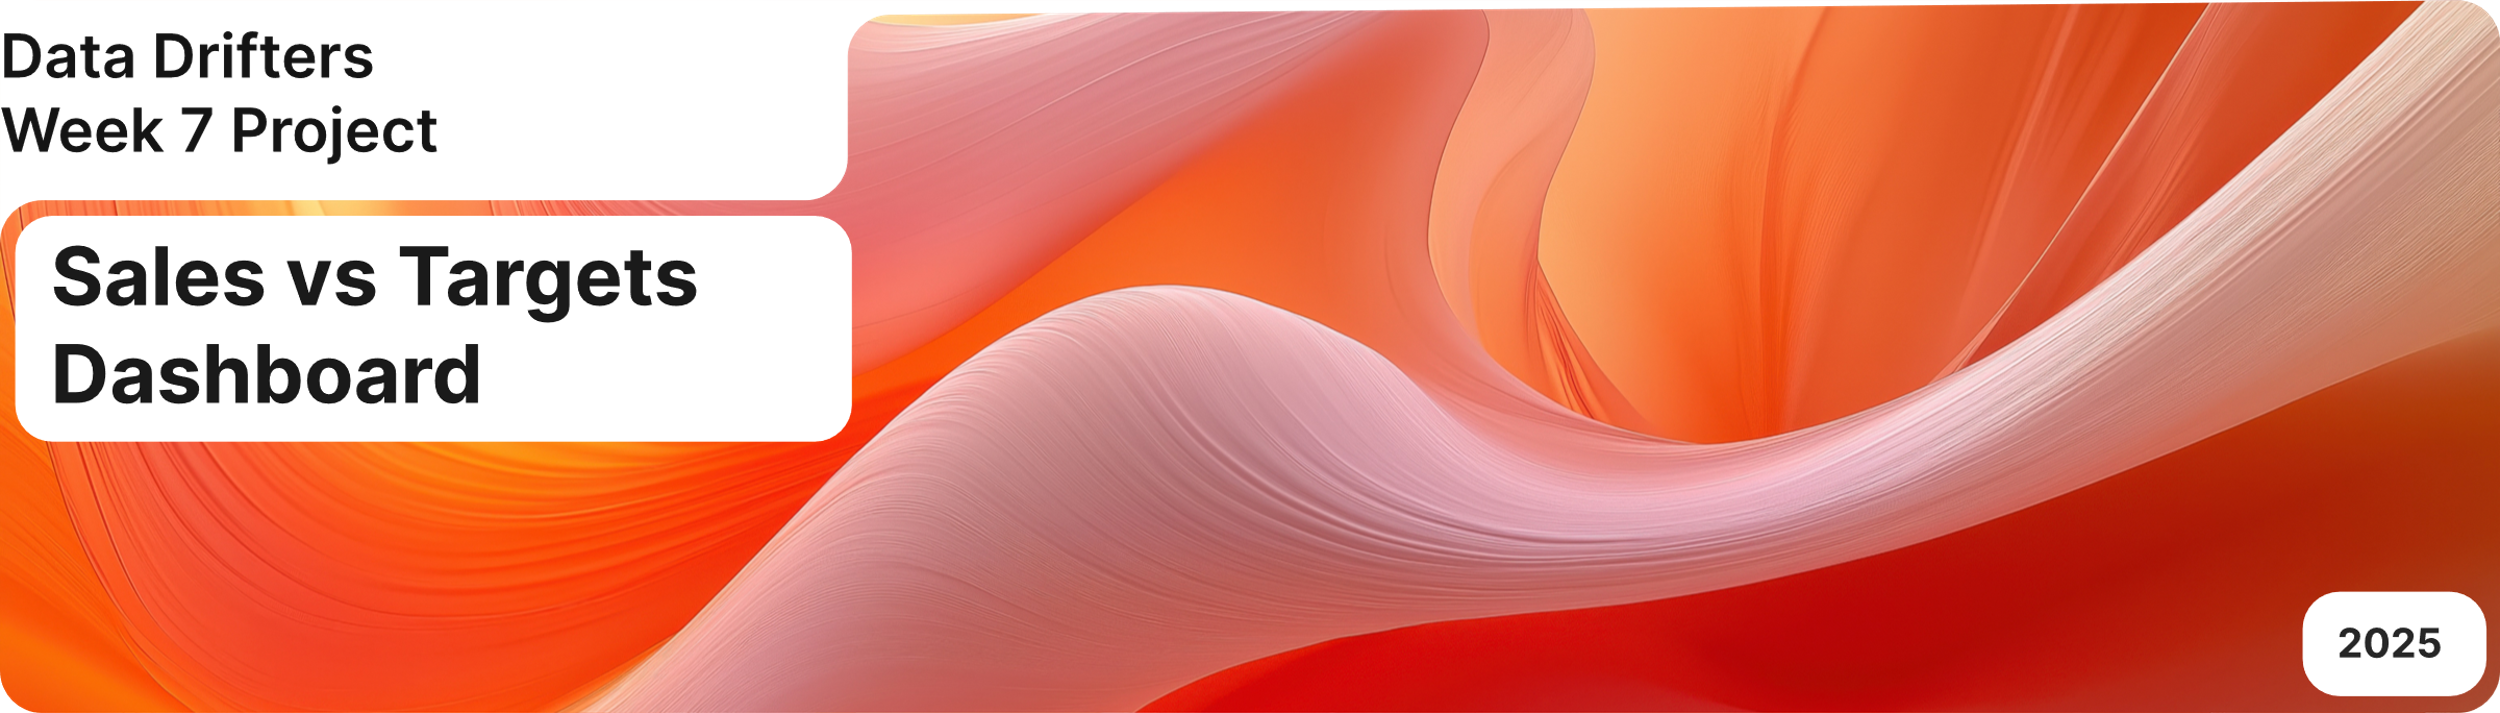 Data Drifters
Week 7 Project
Sales vs Targets
Dashboard
2025